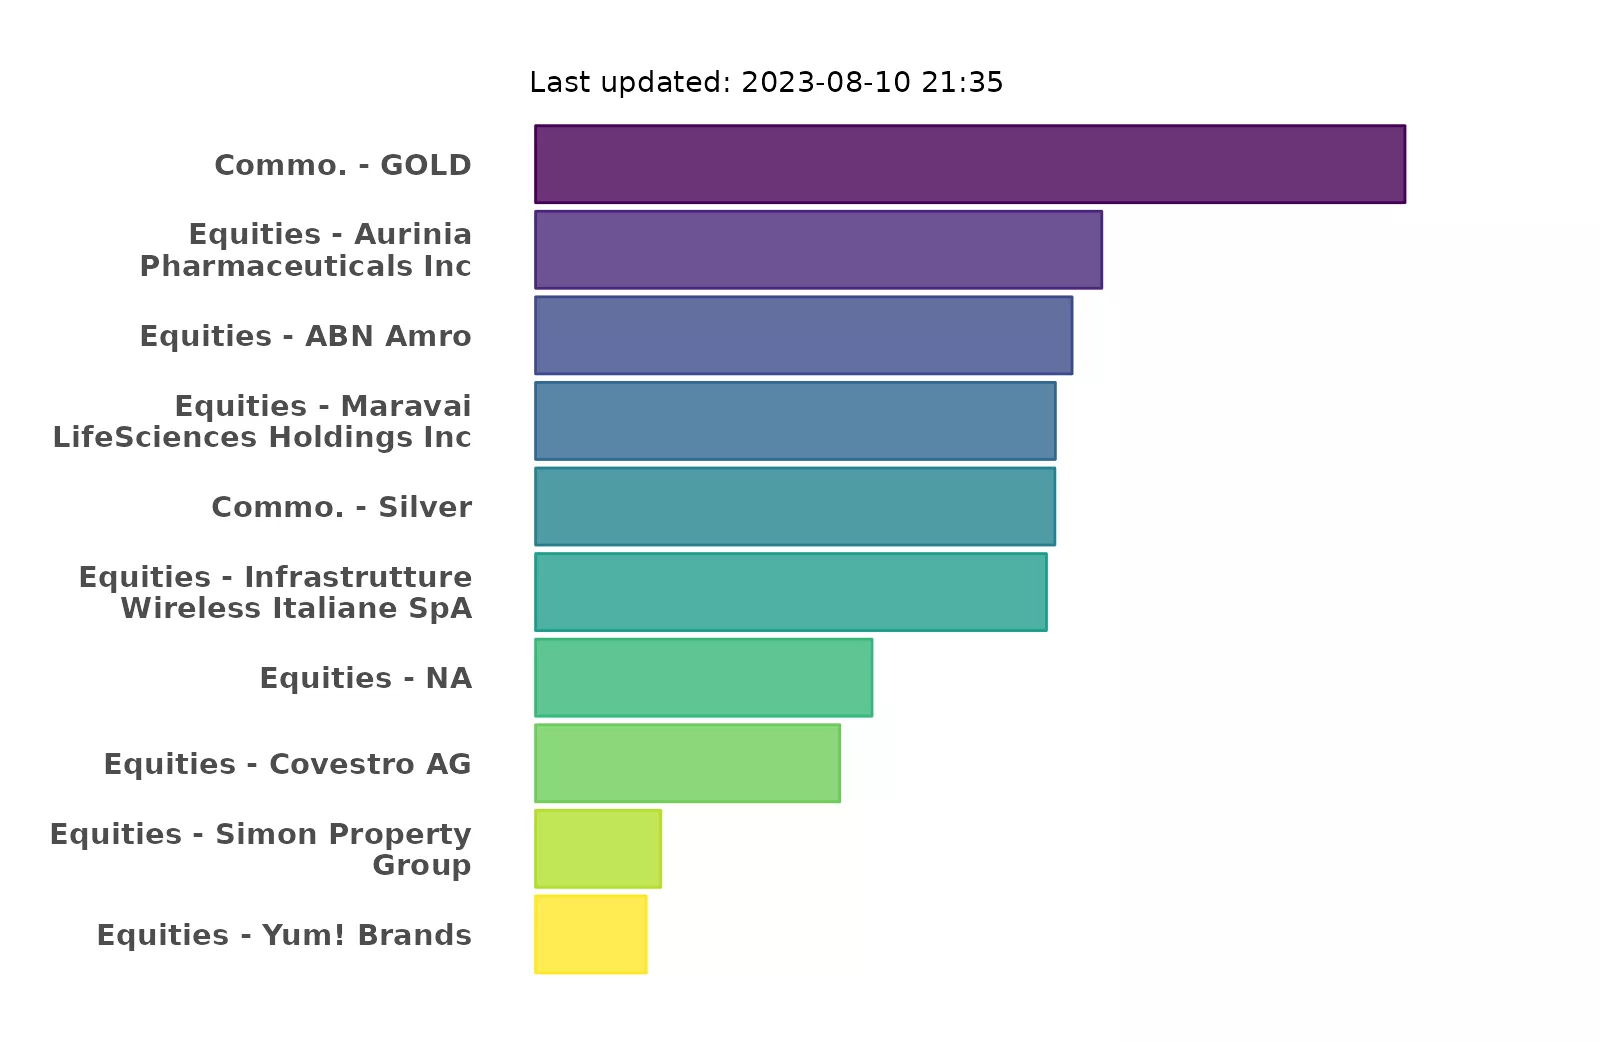 Last updated: 2023-08-10 21:35
Commo. - GOLD
Equities - Aurinia
Pharmaceuticals Inc
Equities - ABN Amro
Equities - Maravai
LifeSciences Holdings Inc
Commo. - Silver
Equities - Infrastrutture
Wireless Italiane SpA
Equities - NA
Equities - Covestro AG
Equities - Simon Property
Group
Equities - Yum! Brands